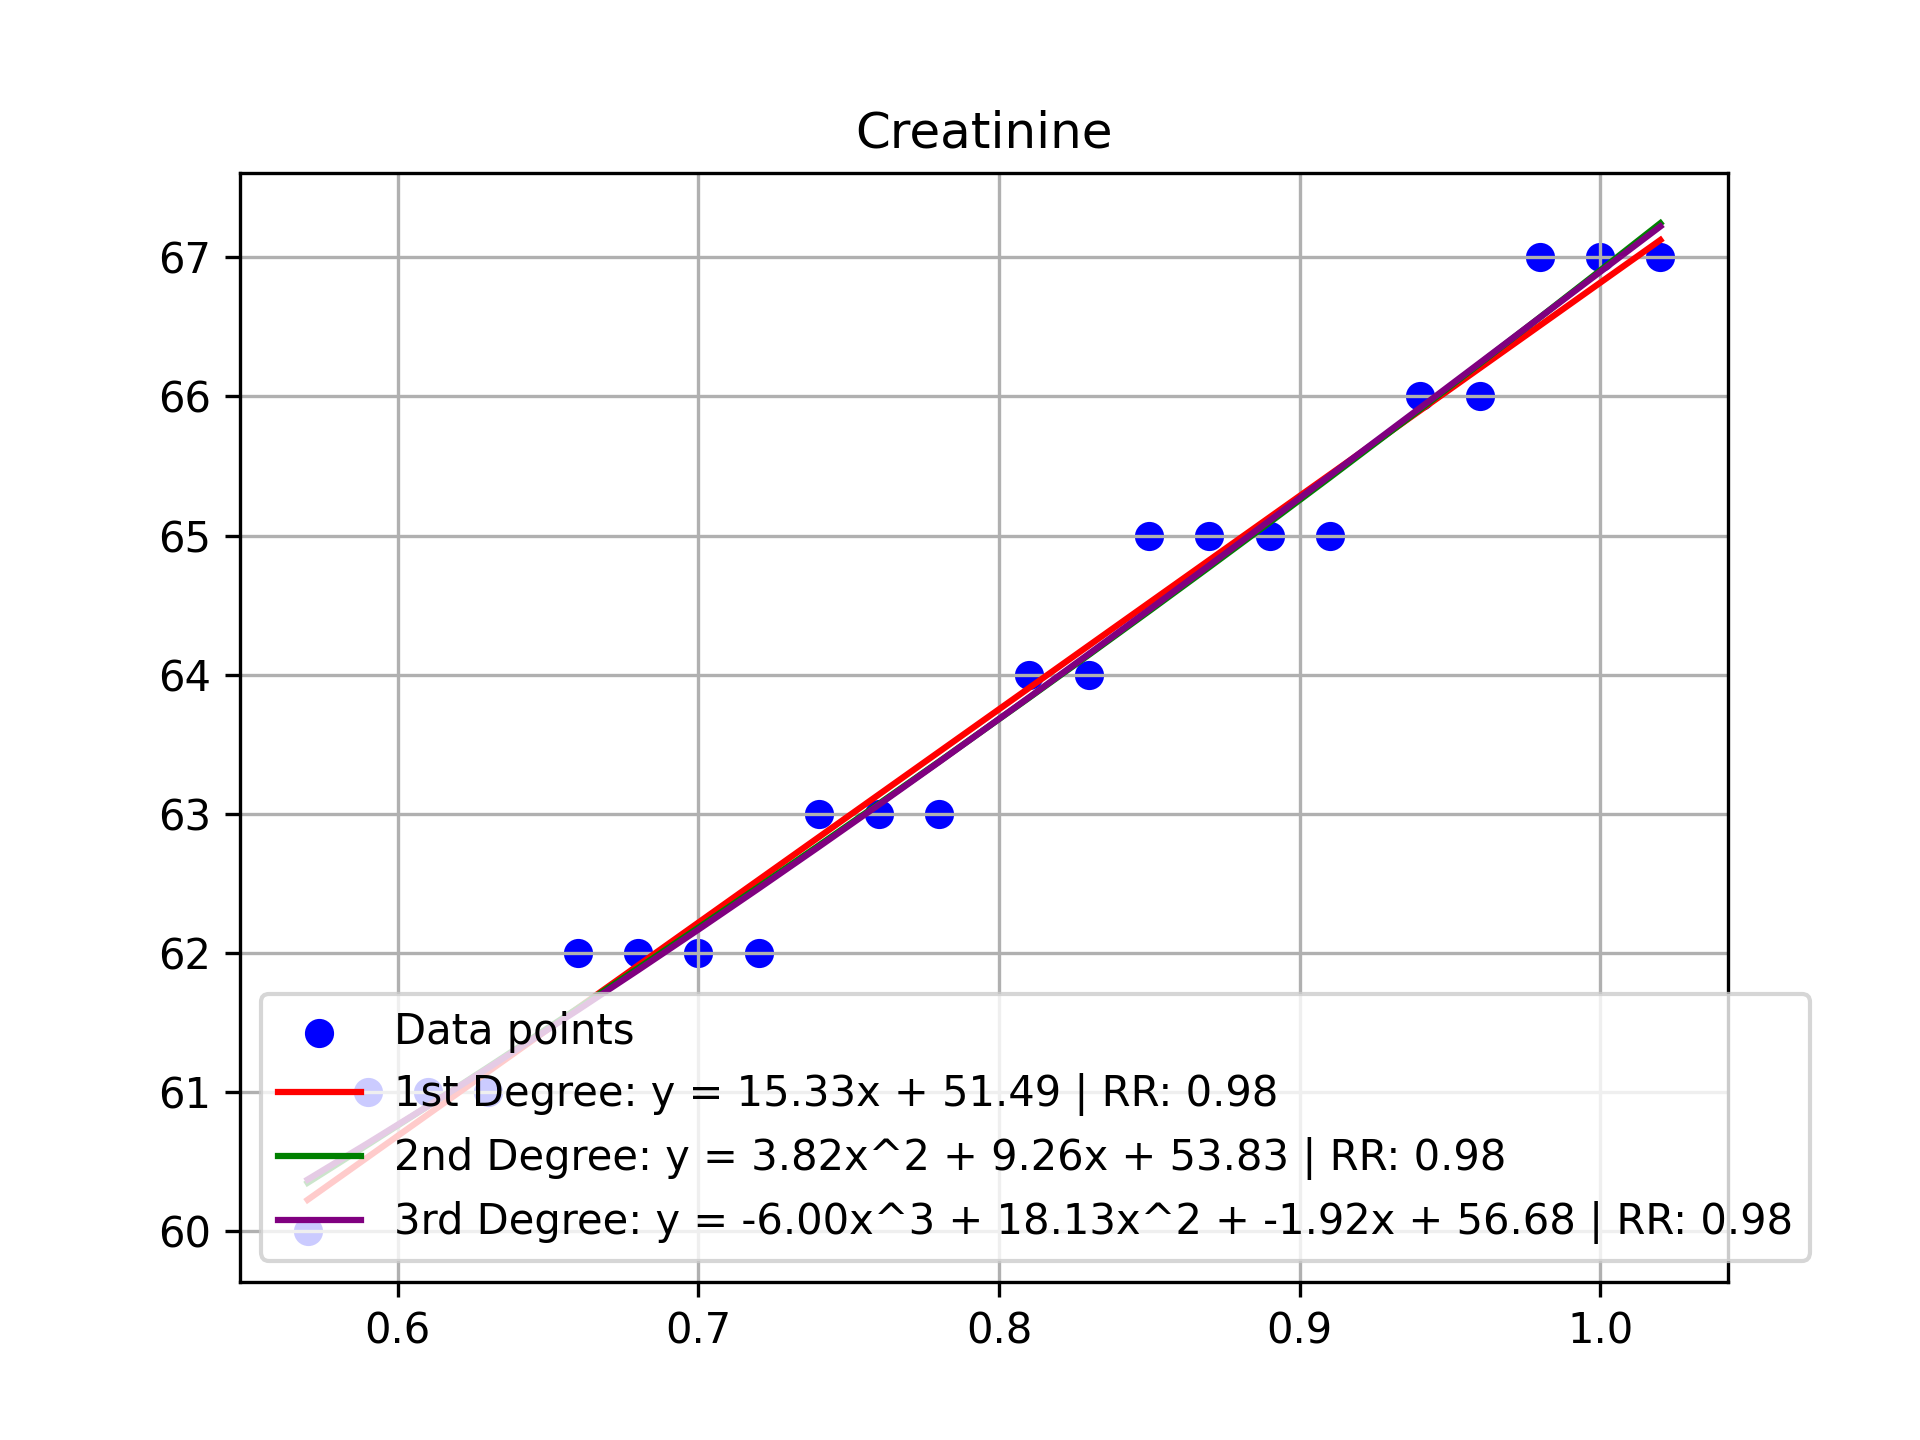 Creatinine
67
66
65
64
63
62
61
60
Data points
1st Degree: y = 15.33x + 51.49 | RR: 0.98
2nd Degree: y = 3.82x^2 + 9.26x + 53.83 | RR: 0.98
3rd Degree: y = -6.00x^3 + 18.13x^2 + -1.92x + 56.68 | RR: 0.98
0.6 0.7 0.8 0.9 1.0